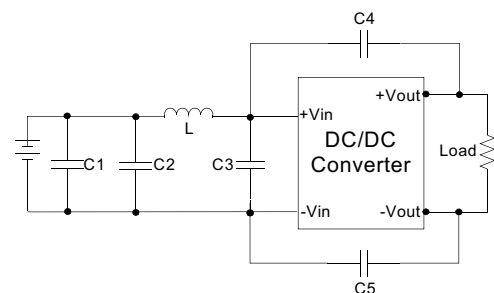 C4
+Vout
+Vin
L
DC/DC
Converter
Load
C1
C2
C3
-Vin
-Vout
C5